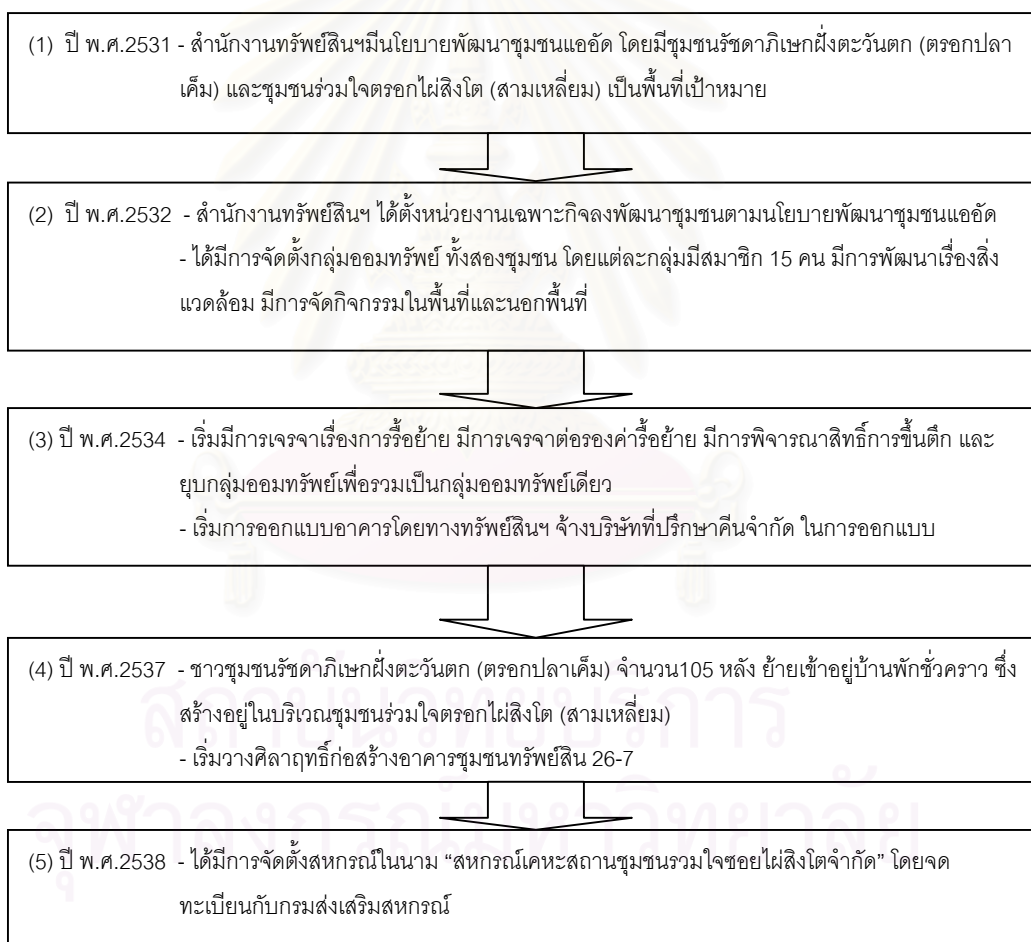 (1) ปี พ.ศ.2531 - สำนักงานทรัพย์สินฯมีนโยบายพัฒนาชุมชนแออัด โดยมีชุมชนรัชดาภิเษกฝั่งตะวันตก (ตรอกปลา
เค็ม) และชุมชนร่วมใจตรอกไผ่สิงโต (สามเหลี่ยม) เป็นพื้นที่เป้าหมาย
(2) ปี พ.ศ.2532 - สำนักงานทรัพย์สินฯ ได้ตั้งหน่วยงานเฉพาะกิจลงพัฒนาชุมชนตามนโยบายพัฒนาชุมชนแออัด
- ได้มีการจัดตั้งกลุ่มออมทรัพย์ ทั้งสองชุมชน โดยแต่ละกลุ่มมีสมาชิก 15 คน มีการพัฒนาเรื่องสิ่ง
แวดล้อม มีการจัดกิจกรรมในพื้นที่และนอกพื้นที่
(3) ปี พ.ศ.2534 - เริ่มมีการเจรจาเรื่องการรื้อย้าย มีการเจรจาต่อรองค่ารื้อย้าย มีการพิจารณาสิทธิ์การขึ้นตึก และ
ยุบกลุ่มออมทรัพย์เพื่อรวมเป็นกลุ่มออมทรัพย์เดียว
- เริ่มการออกแบบอาคารโดยทางทรัพย์สินฯ จ้างบริษัทที่ปรึกษาคีนจำกัด ในการออกแบบ
(4) ปี พ.ศ.2537 - ชาวชุมชนรัชดาภิเษกฝั่งตะวันตก (ตรอกปลาเค็ม) จำนวน105 หลัง ย้ายเข้าอยู่บ้านพักชั่วคราว ซึ่ง
สร้างอยู่ในบริเวณชุมชนร่วมใจตรอกไผ่สิงโต (สามเหลี่ยม)
- เริ่มวางศิลาฤทธิ์ก่อสร้างอาคารชุมชนทรัพย์สิน 26-7
(5) ปี พ.ศ.2538 - ได้มีการจัดตั้งสหกรณ์ในนาม “สหกรณ์เคหะสถานชุมชนรวมใจซอยไผ่สิงโตจำกัด” โดยจด
ทะเบียนกับกรมส่งเสริมสหกรณ์
สถาบันวิทยบริการ
จุฬาลงกรณ์มหาวิทยาลัย